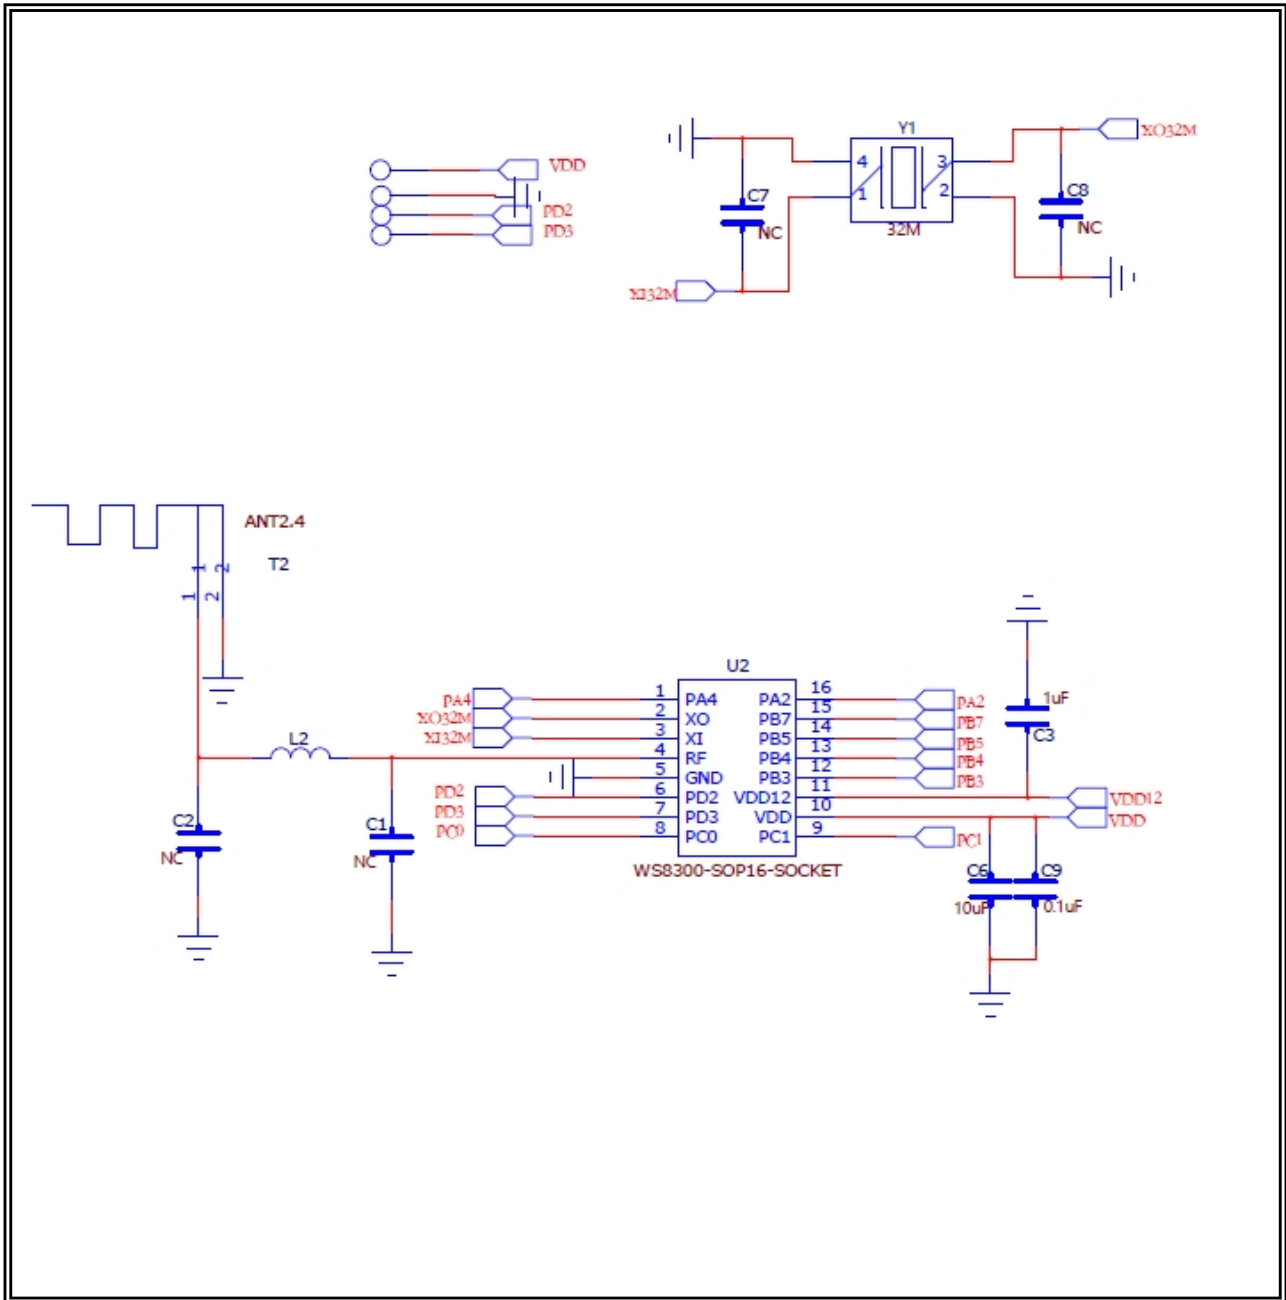 VDD
PD2
PD3
Y1
4
3
1
2
32M
C7
NC
C8
NC
XO32M
XI32M
ANT2.4
T2
1
2
1
2
L2
C2
NC
C1
NC
U2
PA4
XO32M
XI32M
PD2
PD3
PC0
1
2
3
4
5
6
7
8
PA4
XO
XI
RF
GND
PD2
PD3
PC0
PA2
PB7
PB5
PB4
PB3
VDD12
VDD
PC1
16
15
14
13
12
11
10
9
PA2
PB7
PB5
PB4
PB3
VDD12
VDD
PC1
WS8300-SOP16-SOCKET
1uF
C3
C6
10uF
C9
0.1uF